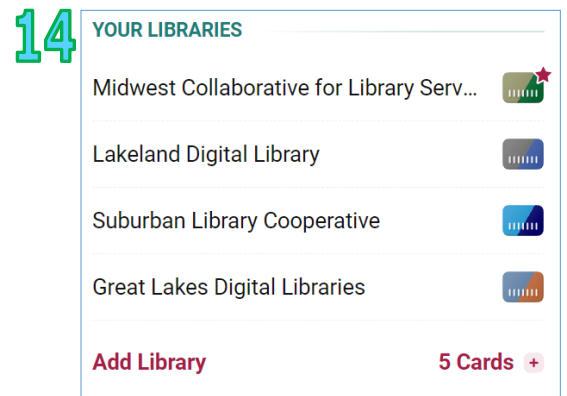 14
YOUR LIBRARIES
Midwest Collaborative for Library Serv...
Lakeland Digital Library
Suburban Library Cooperative
Great Lakes Digital Libraries
Add Library 5 Cards +